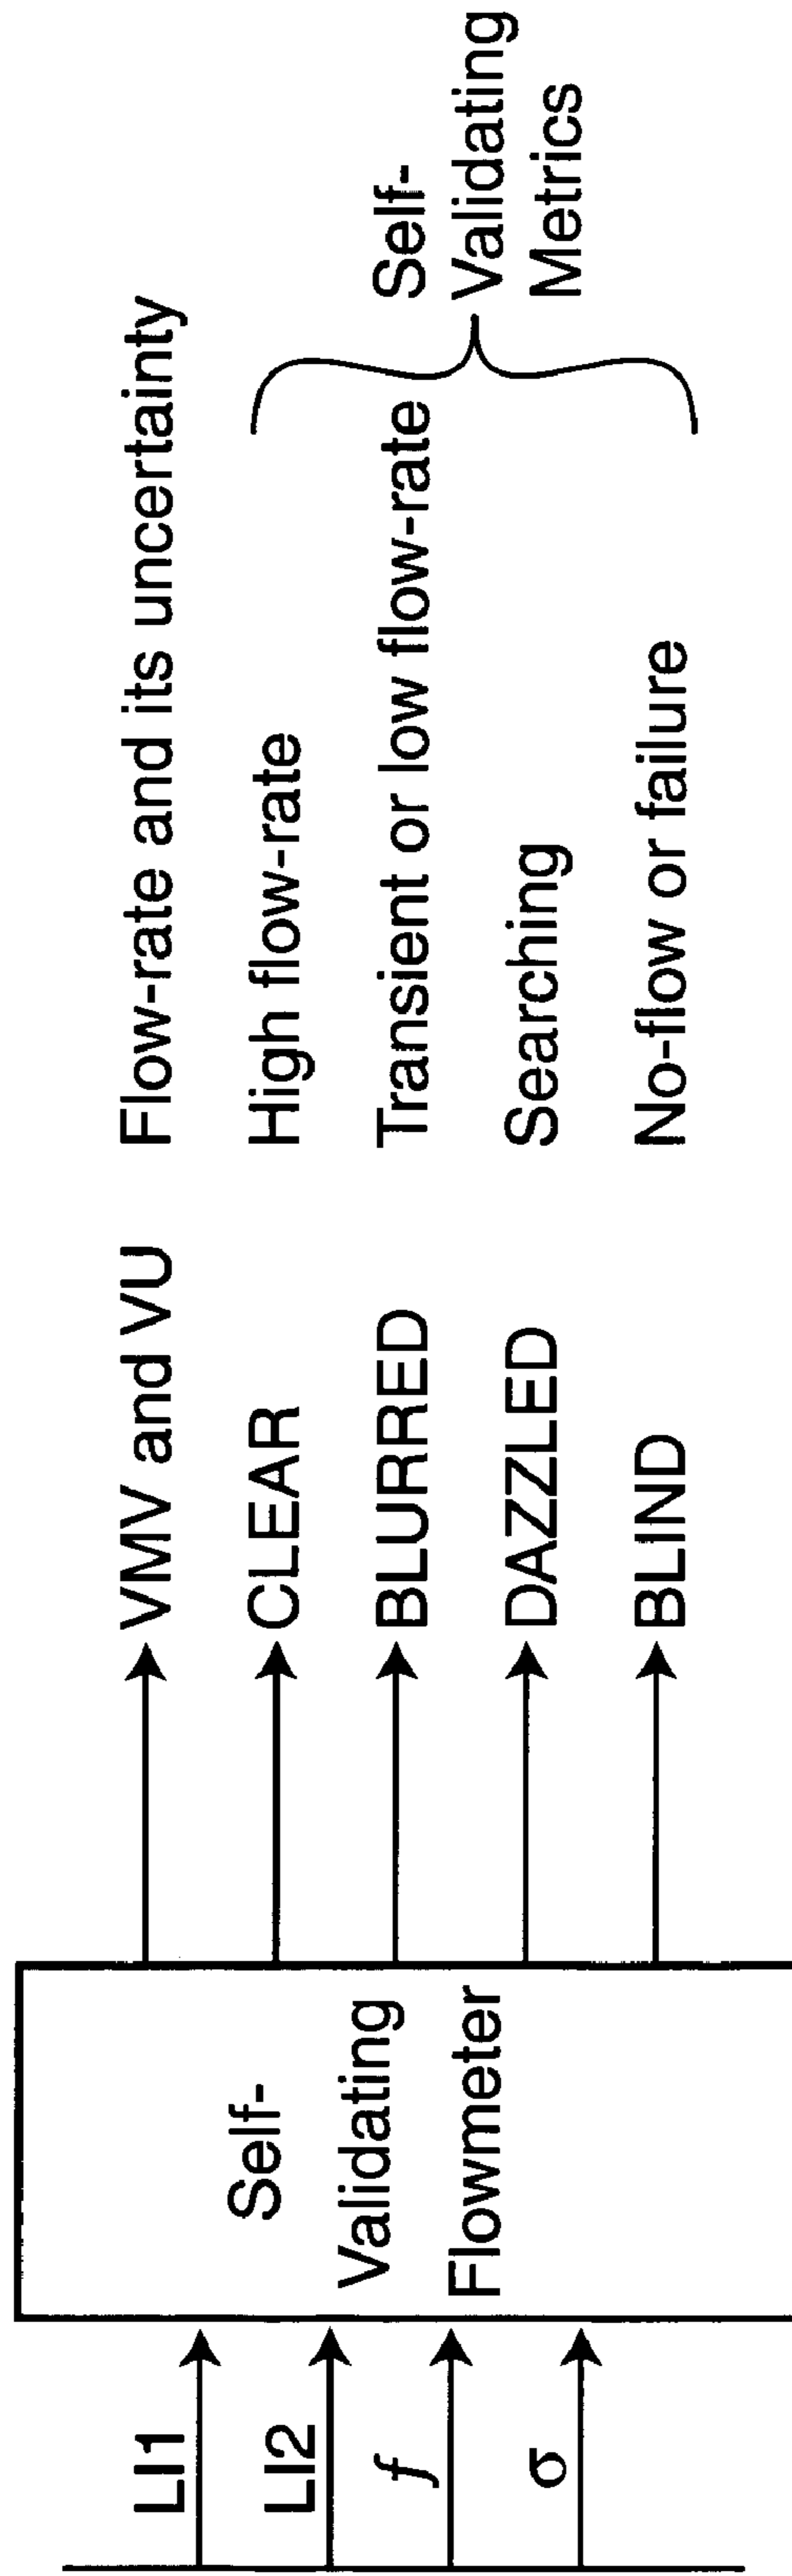 LI1
LI2
f
σ
Self-
Validating
Flowmeter
VMV and VU Flow-rate and its uncertainty
CLEAR High flow-rate
BLURRED Transient or low flow-rate
DAZZLED Searching
BLIND No-flow or failure
Self-
Validating
Metrics